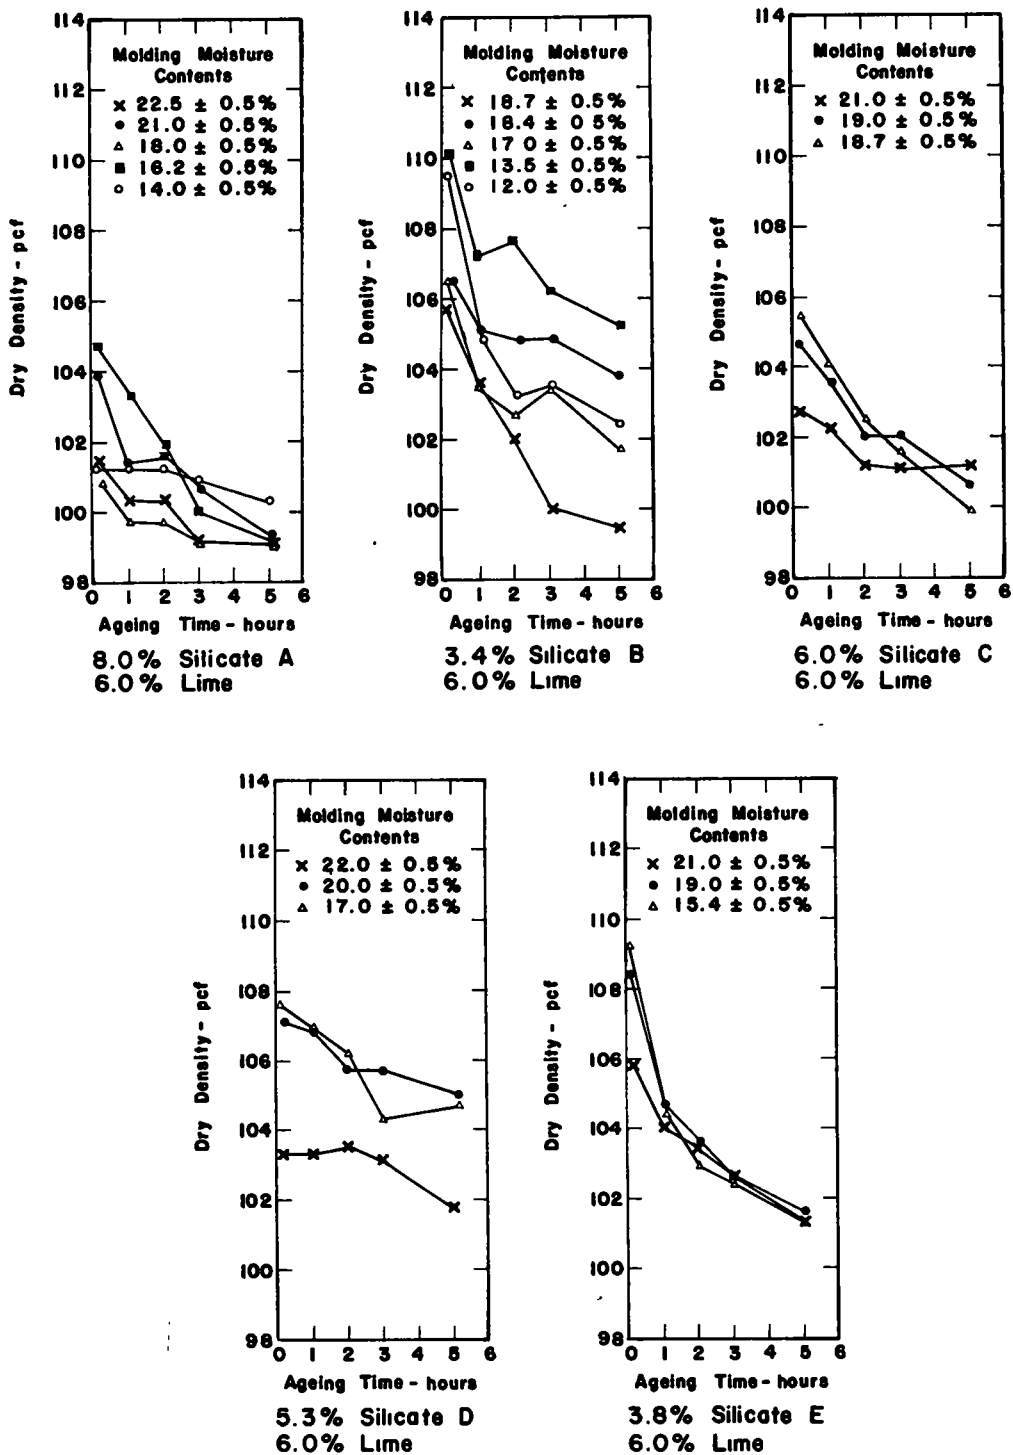 Molding Moisture
Contents
22.5 ± 0.5%
21.0 ± 0.5%
18.0 ± 0.5%
16.2 ± 0.5%
14.0 ± 0.5%
114
112
110
108
106
104
102
100
98
Dry Density - pcf
0 1 2 3 4 5 6
Ageing Time - hours
8.0% Silicate A
6.0% Lime
Molding Moisture
Contents
18.7 ± 0.5%
18.4 ± 0 5%
17 0 ± 0.5%
13.5 ± 0.5%
12.0 ± 0.5%
114
112
110
108
106
104
102
100
98
Dry Density - pcf
0 1 2 3 4 5 6
Ageing Time - hours
3.4% Silicate B
6.0% Lime
Molding Moisture
Contents
21.0 ± 0.5%
19.0 ± 0.5%
18.7 ± 0.5%
114
112
110
108
106
104
102
100
98
Dry Density - pcf
0 1 2 3 4 5 6
Ageing Time - hours
6.0% Silicate C
6.0% Lime
Molding Moisture
Contents
22.0 ± 0.5%
20.0 ± 0.5%
17.0 ± 0.5%
114
112
110
108
106
104
102
100
98
Dry Density - pcf
0 1 2 3 4 5 6
Ageing Time - hours
5.3% Silicate D
6.0% Lime
Molding Moisture
Contents
21.0 ± 0.5%
19.0 ± 0.5%
15.4 ± 0.5%
114
112
110
108
106
104
102
100
98
Dry Density - pcf
0 1 2 3 4 5 6
Ageing Time - hours
3.8% Silicate E
6.0% Lime